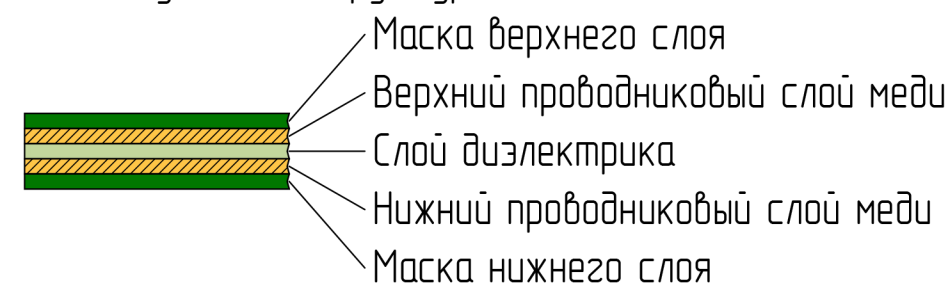 Маска верхнего слоя
Верхний проводниковый слой меди
Слой диэлектрика
Нижний проводниковый слой меди
Маска нижнего слоя